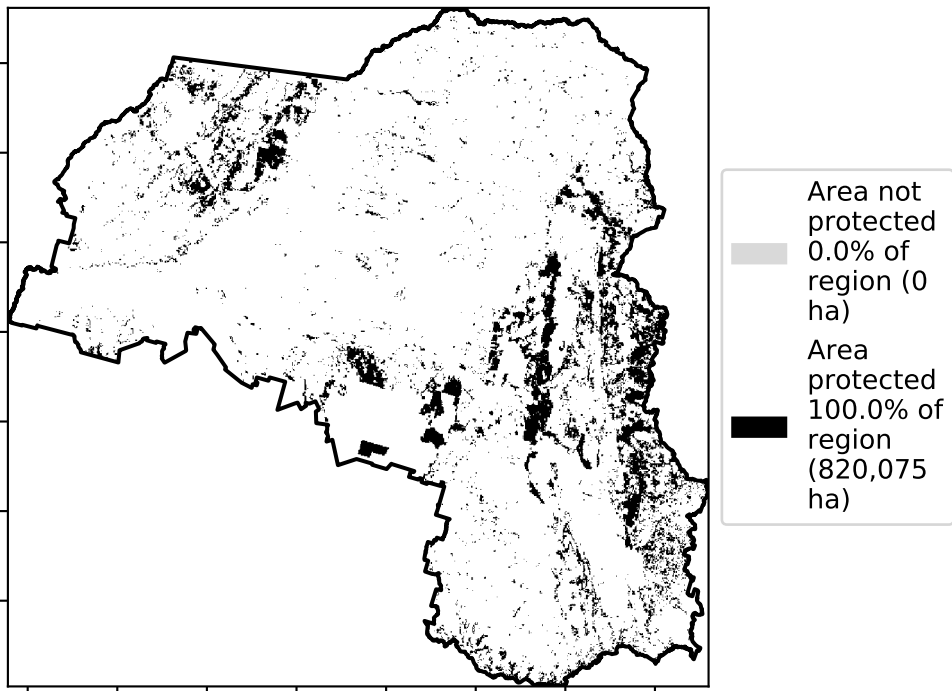 Area not
protected
0.0% of
region (0
ha)
Area
protected
100.0% of
region
(820,075
ha)